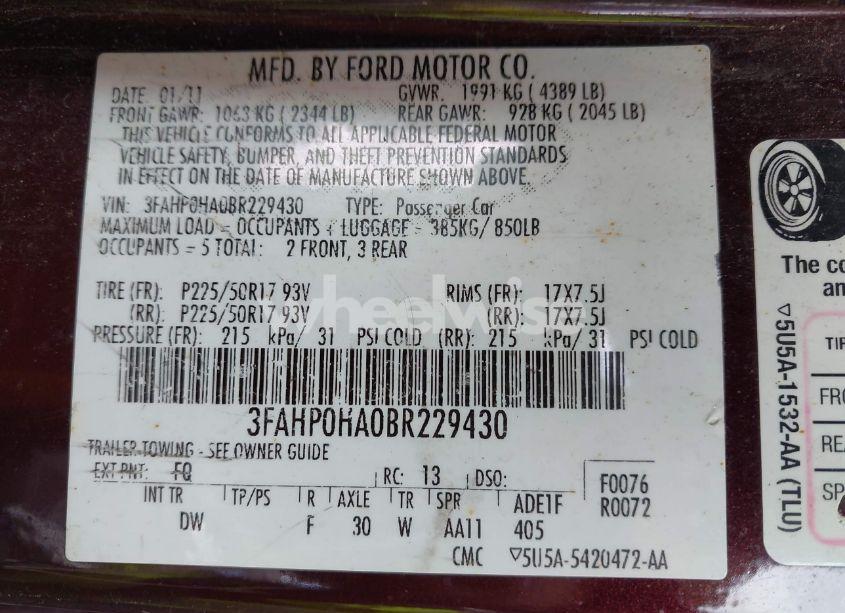 MFD. BY FORD MOTOR CO.
DATE: 01/11 GVWR: 1991 KG ( 4389 LB)
FRONT GAWR: 1063 KG ( 2344 LB) REAR GAWR: 928 KG ( 2045 LB)
THIS VEHICLE CONFORMS TO ALL APPLICABLE FEDERAL MOTOR
VEHICLE SAFETY, BUMPER, AND THEFT PREVENTION STANDARDS
IN EFFECT ON THE DATE OF MANUFACTURE SHOWN ABOVE.
VIN: 3FAHP0HA0BR229430 TYPE: Passenger Car
MAXIMUM LOAD = OCCUPANTS + LUGGAGE = 385KG/ 850LB
OCCUPANTS = 5 TOTAL: 2 FRONT, 3 REAR
TIRE (FR): P225/50R17 93V RIMS (FR): 17X7.5J
(RR): P225/50R17 93V (RR): 17X7.5J
PRESSURE (FR): 215 kPa/ 31 PSI COLD (RR): 215 kPa/ 31 PSI COLD
3FAHP0HA0BR229430
TRAILER TOWING - SEE OWNER GUIDE
EXT PNT: FQ RC: 13 DSO: F0076
INT TR TP/PS R AXLE TR SPR ADE1F R0072
DW F 30 W AA11 405
CMC ▽5U5A-5420472-AA
The co
an
TIR
FRO
REA
SP
▽5U5A-1532-AA (TLU)